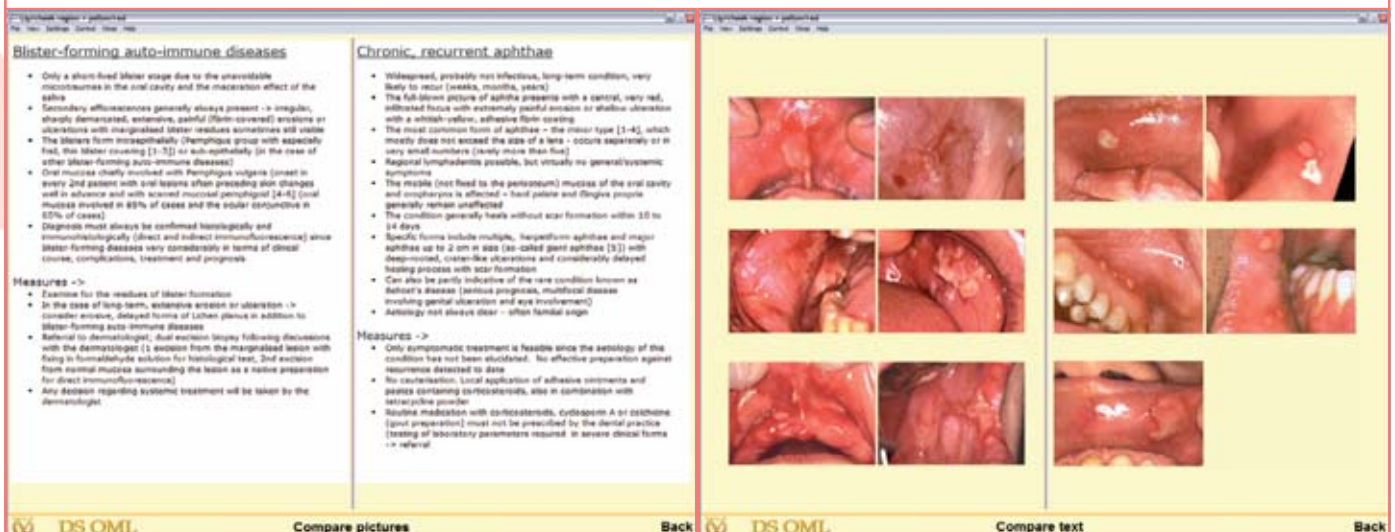 Lip/cheek region + yellow/red
File View Settings Control Help
Blister-forming auto-immune diseases
• Only a short-lived blister stage due to the unavoidable
microtraumes in the oral cavity and the maceration effect of the
saliva
• Secondary efflorescences generally always present -> irregular,
sharply demarcated, extensive, painful (fibrin-covered) erosions or
ulcerations with marginalised blister residues sometimes still visible
• The blisters form intraepithelially (Pemphigus group with especially
frail, thin blister covering [1-3]) or sub-epithelially (in the case of
other blister-forming auto-immune diseases)
• Oral mucosa chiefly involved with Pemphigus vulgaris (onset in
every 2nd patient with oral lesions often preceding skin changes
well in advance and with scarred mucosal pemphigoid [4-6] (oral
mucosa involved in 85% of cases and the ocular conjunctiva in
65% of cases)
• Diagnosis must always be confirmed histologically and
immunohistologically (direct and indirect immunofluorescence) since
blister-forming diseases vary considerably in terms of clinical
course, complications, treatment and prognosis
Measures ->
• Examine for the residues of blister formation
• In the case of long-term, extensive erosion or ulceration ->
consider erosive, delayed forms of Lichen planus in addition to
blister-forming auto-immune diseases
• Referral to dermatologist; dual excision biopsy following discussions
with the dermatologist (1 excision from the marginalised lesion with
fixing in formaldehyde solution for histological test, 2nd excision
from normal mucosa surrounding the lesion as a native preparation
for direct immunofluorescence)
• Any decision regarding systemic treatment will be taken by the
dermatologist
Chronic, recurrent aphthae
• Widespread, probably not infectious, long-term condition, very
likely to recur (weeks, months, years)
• The full-blown picture of aphtha presents with a central, very red,
infiltrated focus with extremely painful erosion or shallow ulceration
with a whitish-yellow, adhesive fibrin coating
• The most common form of aphthae - the minor type [1-4], which
mostly does not exceed the size of a lens - occurs separately or in
very small numbers (rarely more than five)
• Regional lymphadenitis possible, but virtually no general/systemic
symptoms
• The mobile (not fixed to the periosteum) mucosa of the oral cavity
and oropharynx is affected - hard palate and Gingiva propria
generally remain unaffected
• The condition generally heals without scar formation within 10 to
14 days
• Specific forms include multiple, herpetiform aphthae and major
aphthae up to 2 cm in size (so-called giant aphthae [5]) with
deep-rooted, crater-like ulcerations and considerably delayed
healing process with scar formation
• Can also be partly indicative of the rare condition known as
Behcet's disease (serious prognosis, multifocal disease
involving genital ulceration and eye involvement)
• Aetiology not always clear - often familial origin
Measures ->
• Only symptomatic treatment is feasible since the aetiology of this
condition has not been elucidated. No effective preparation against
recurrence detected to date
• No cauterisation. Local application of adhesive ointments and
pastes containing corticosteroids, also in combination with
tetracycline powder
• Routine medication with corticosteroids, cyclosporin A or colchicine
(gout preparation) must not be prescribed by the dental practice
(testing of laboratory parameters required in severe clinical forms
-> referral
DS OML Compare pictures Back
Lip/cheek region + yellow/red
File View Settings Control Help
DS OML Compare text Back